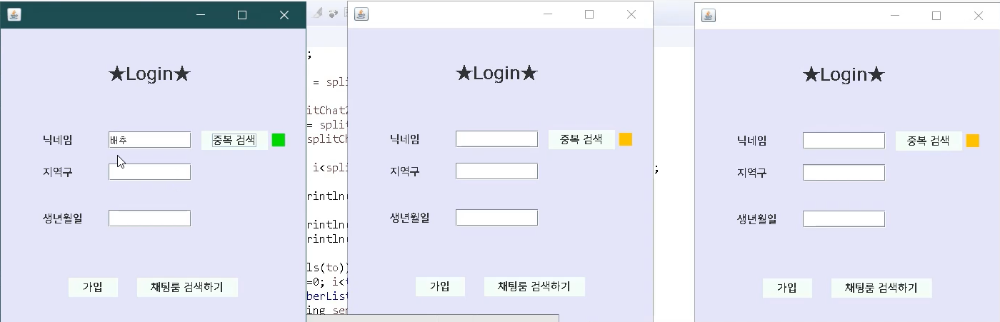 ★Login★
닉네임 배추 중복 검색
지역구
생년월일
가입 채팅룸 검색하기
;
= spli
itChat2
= split
splitCh
i<spli
rintln(
rintln(
rintln(
ls(to))
=0; i<t
berList
ing ser
★Login★
닉네임 중복 검색
지역구
생년월일
가입 채팅룸 검색하기
;
★Login★
닉네임 중복 검색
지역구
생년월일
가입 채팅룸 검색하기